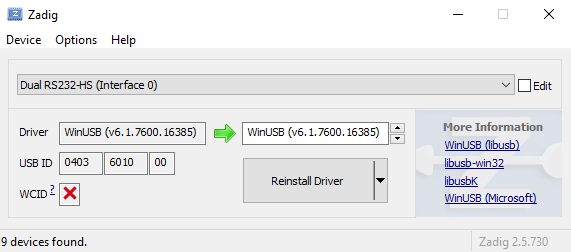 Zadig
Device Options Help
Dual RS232-HS (Interface 0)
Edit
Driver WinUSB (v6.1.7600.16385) WinUSB (v6.1.7600.16385)
USB ID 0403 6010 00
WCID ?
Reinstall Driver
More Information
WinUSB (libusb)
libusb-win32
libusbK
WinUSB (Microsoft)
9 devices found.
Zadig 2.5.730